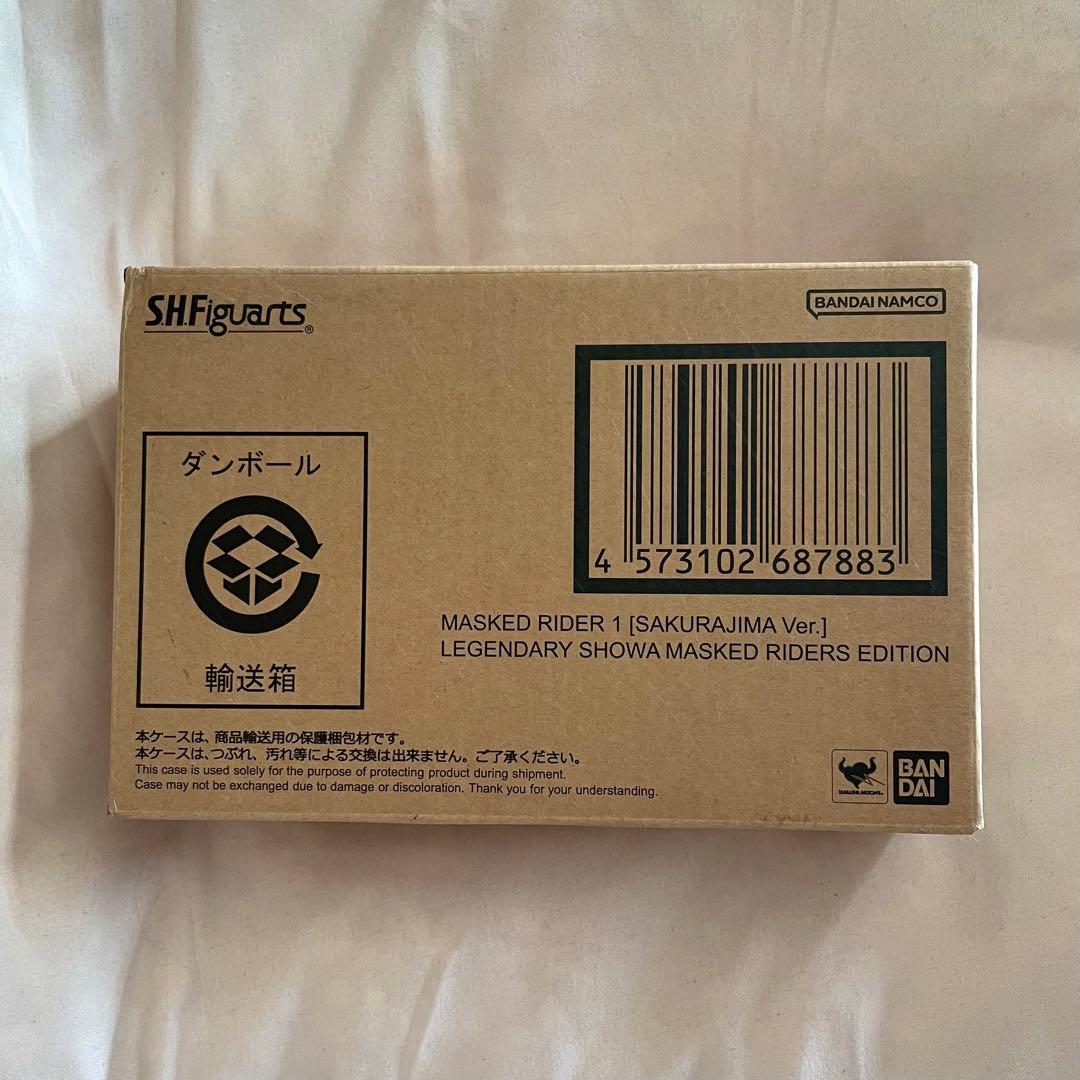 S.H.Figuarts®
BANDAI NAMCO
4 573102 687883
ダンボール
輸送箱
MASKED RIDER 1 [SAKURAJIMA Ver.]
LEGENDARY SHOWA MASKED RIDERS EDITION
本ケースは、商品輸送用の保護梱包材です。
本ケースは、つぶれ、汚れ等による交換は出来ません。ご了承ください。
This case is used solely for the purpose of protecting product during shipment.
Case may not be exchanged due to damage or discoloration. Thank you for your understanding.
TAMASHII NATIONS
BAN
DAI